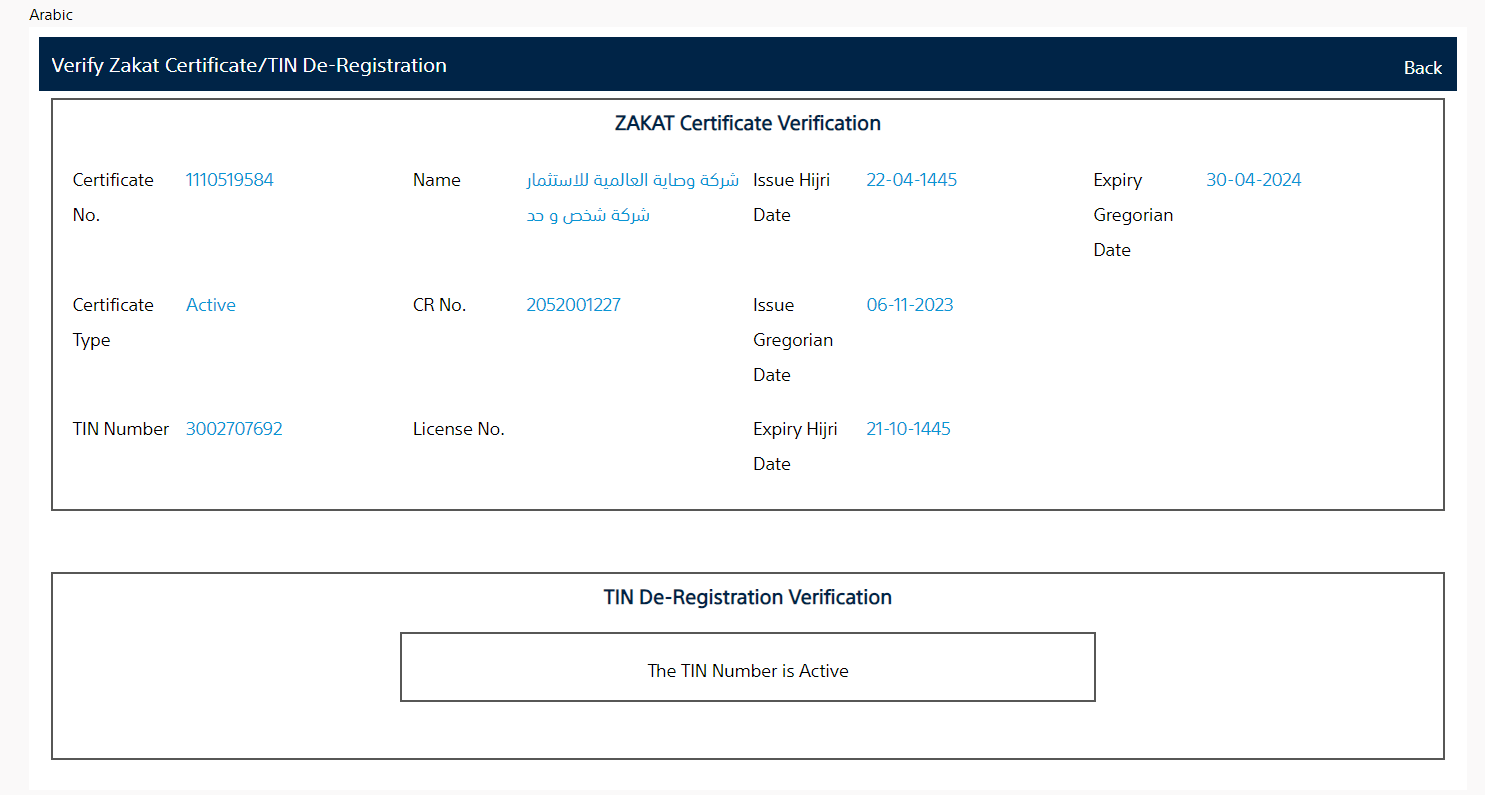 Arabic
Verify Zakat Certificate/TIN De-Registration
Back
ZAKAT Certificate Verification
Certificate No.
1110519584
Name
شركة وصاية العالمية للاستثمار
شركة شخص و حد
Issue Hijri Date
22-04-1445
Expiry Gregorian Date
30-04-2024
Certificate Type
Active
CR No.
2052001227
Issue Gregorian Date
06-11-2023
TIN Number
3002707692
License No.
Expiry Hijri Date
21-10-1445
TIN De-Registration Verification
The TIN Number is Active